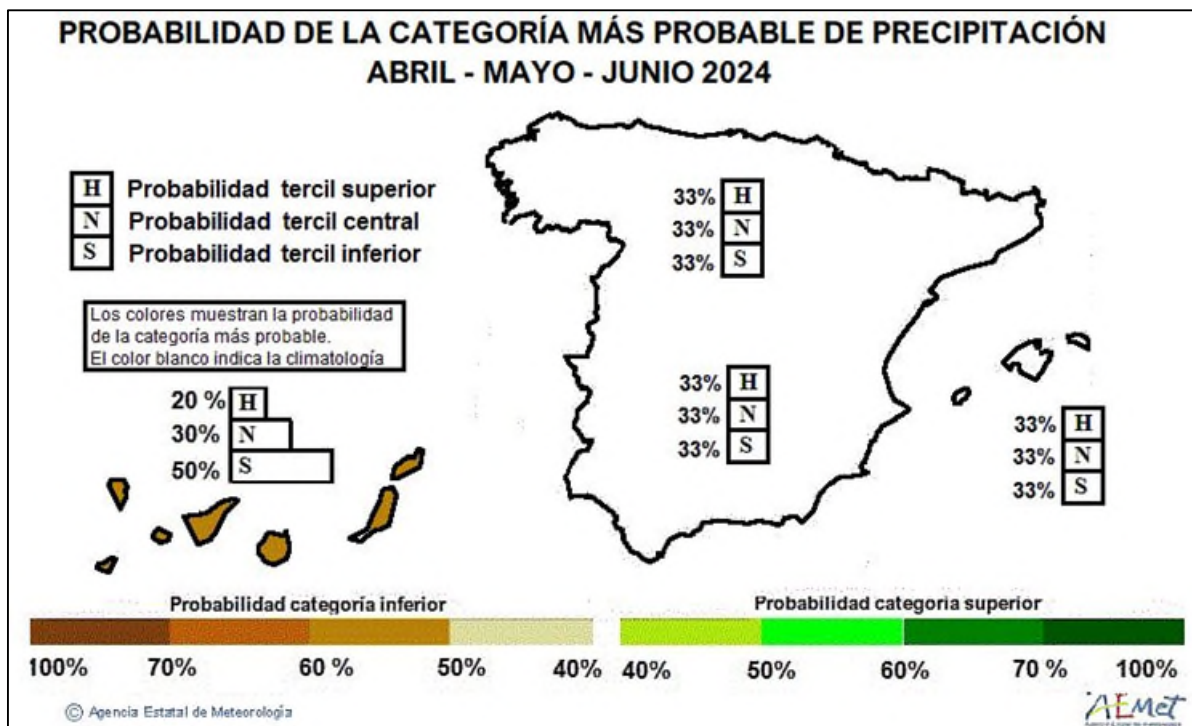 PROBABILIDAD DE LA CATEGORÍA MÁS PROBABLE DE PRECIPITACIÓN
ABRIL - MAYO - JUNIO 2024
H Probabilidad tercil superior
N Probabilidad tercil central
S Probabilidad tercil inferior
Los colores muestran la probabilidad
de la categoría más probable.
El color blanco indica la climatología
33% H
33% N
33% S
20 % H
30% N
50% S
33% H
33% N
33% S
33% H
33% N
33% S
Probabilidad categoría inferior
100% 70% 60 % 50% 40%
Probabilidad categoria superior
40% 50% 60% 70 % 100%
© Agencia Estatal de Meteorología
AEMet